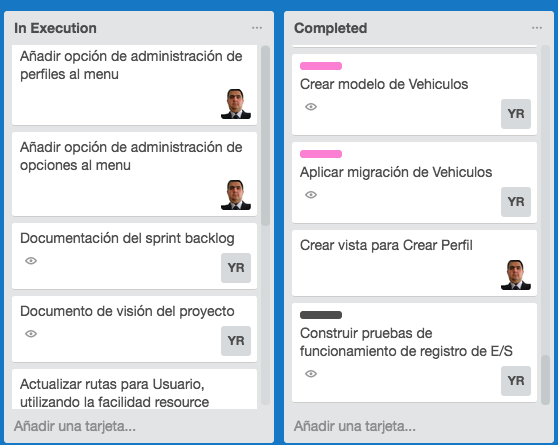 In Execution
Añadir opción de administración de
perfiles al menu
Añadir opción de administración de
opciones al menu
Documentación del sprint backlog
YR
Documento de visión del proyecto
YR
Actualizar rutas para Usuario,
utilizando la facilidad resource
Añadir una tarjeta...
Completed
Crear modelo de Vehiculos
YR
Aplicar migración de Vehiculos
YR
Crear vista para Crear Perfil
Construir pruebas de
funcionamiento de registro de E/S
YR
Añadir una tarjeta...